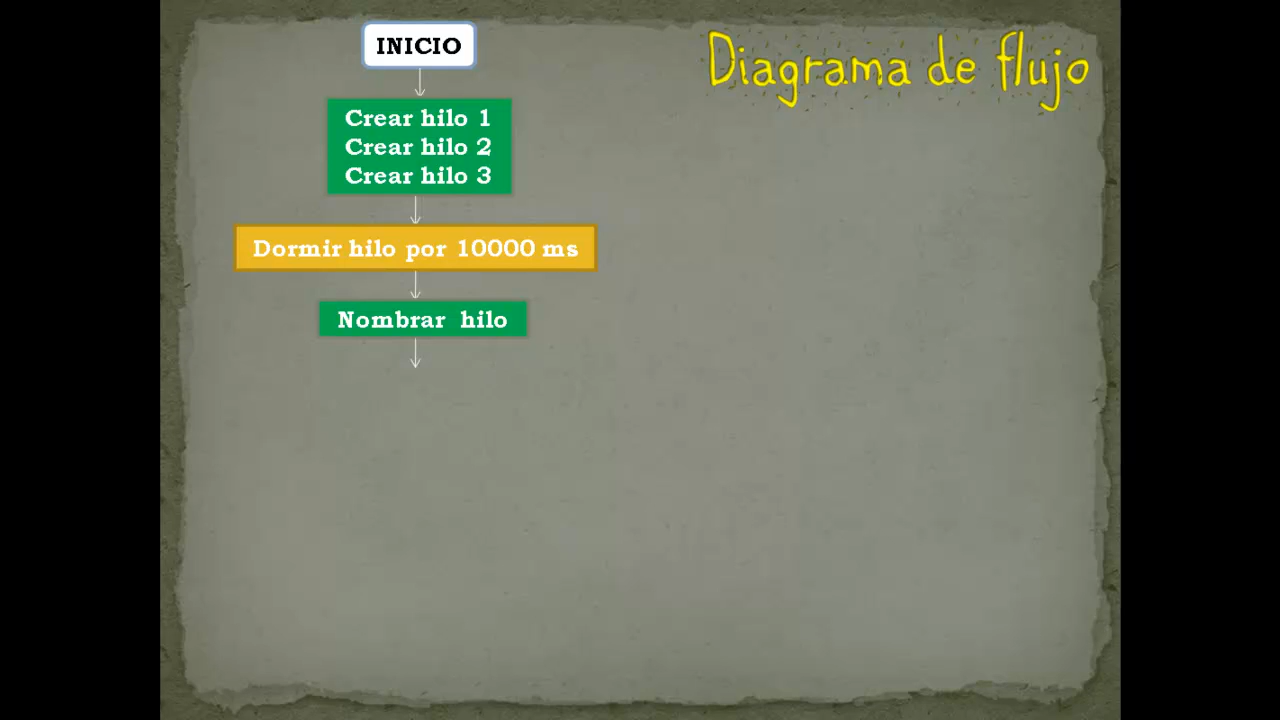 INICIO
Diagrama de flujo
Crear hilo 1
Crear hilo 2
Crear hilo 3
Dormir hilo por 10000 ms
Nombrar hilo